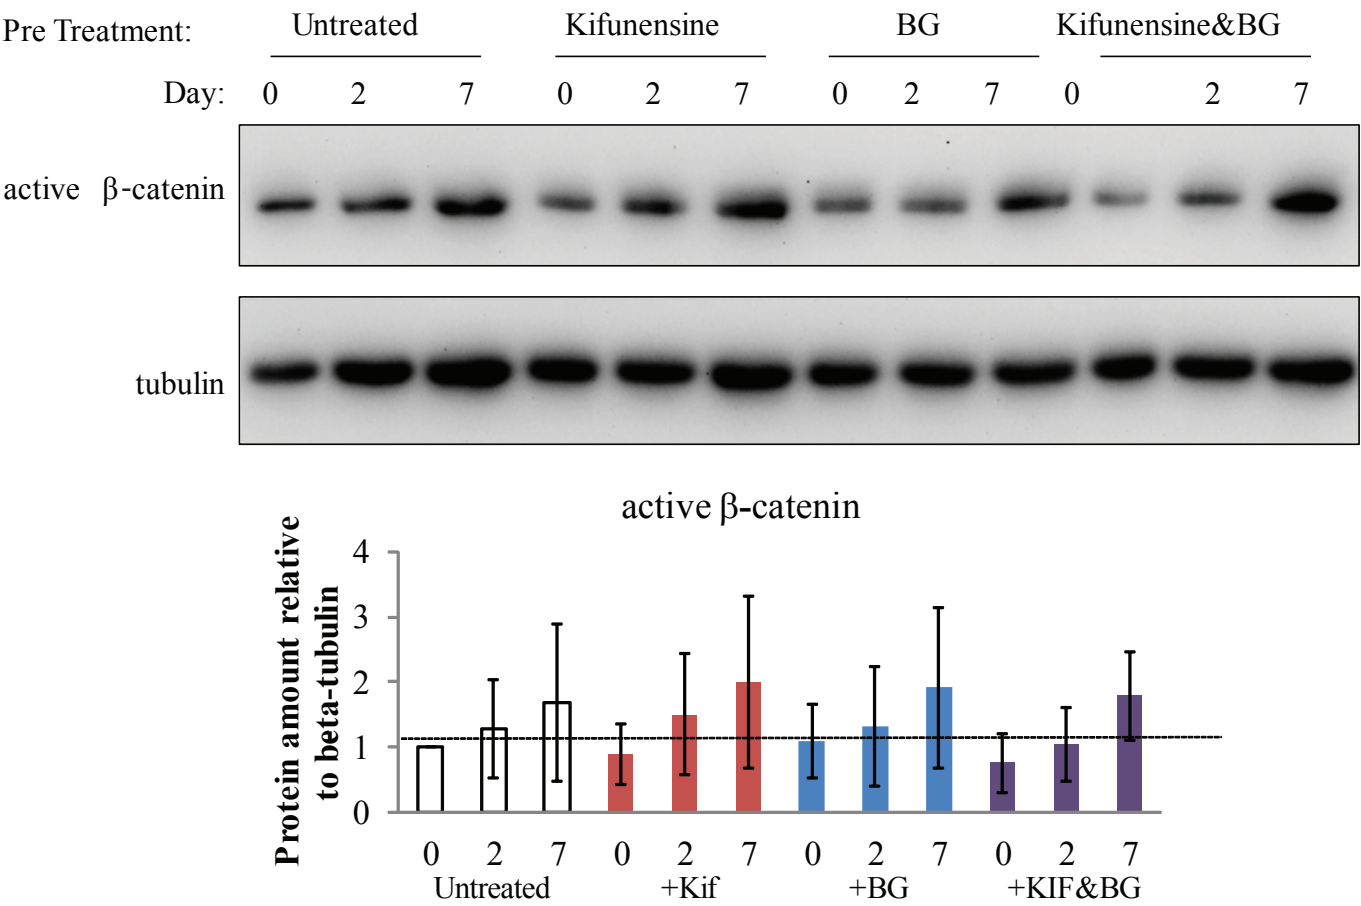 Pre Treatment: Untreated Kifunensine BG Kifunensine&BG
Day: 0 2 7 0 2 7 0 2 7 0 2 7
active β-catenin
tubulin
active β-catenin
Protein amount relative
to beta-tubulin
4
3
2
1
0
0 2 7 0 2 7 0 2 7 0 2 7
Untreated +Kif +BG +KIF&BG